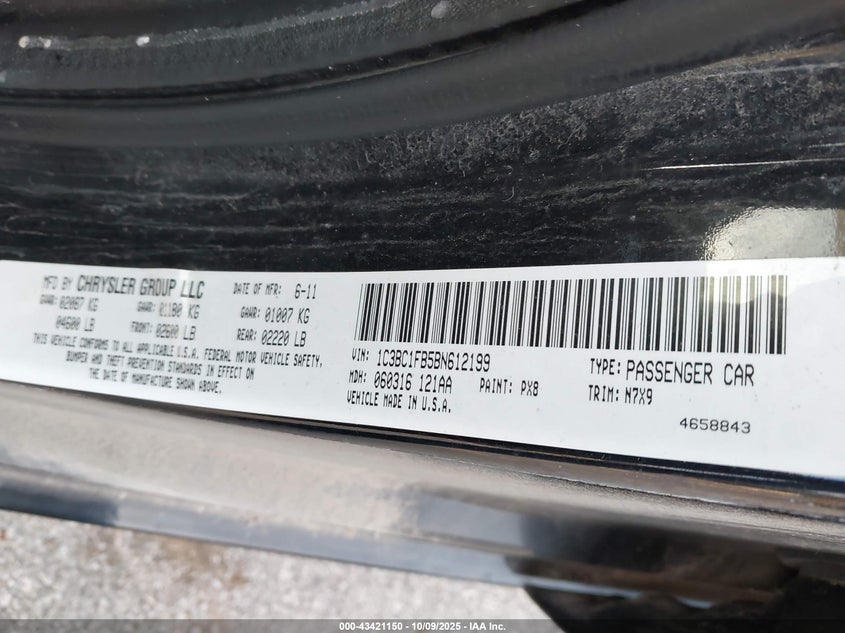 MFD BY CHRYSLER GROUP LLC DATE OF MFR: 6-11
GVWR: 02087 KG GAWR: 01180 KG GAWR: 01007 KG
04600 LB FRONT: 02600 LB REAR: 02220 LB
THIS VEHICLE CONFORMS TO ALL APPLICABLE U.S.A. FEDERAL MOTOR VEHICLE SAFETY,
BUMPER AND THEFT PREVENTION STANDARDS IN EFFECT ON
THE DATE OF MANUFACTURE SHOWN ABOVE.
VIN: 1C3BC1FB5BN612199 TYPE: PASSENGER CAR
MDH: 060316 121AA PAINT: PX8 TRIM: N7X9
VEHICLE MADE IN U.S.A.
4658843
000-43421150 | 10/09/2025 - IAA Inc.